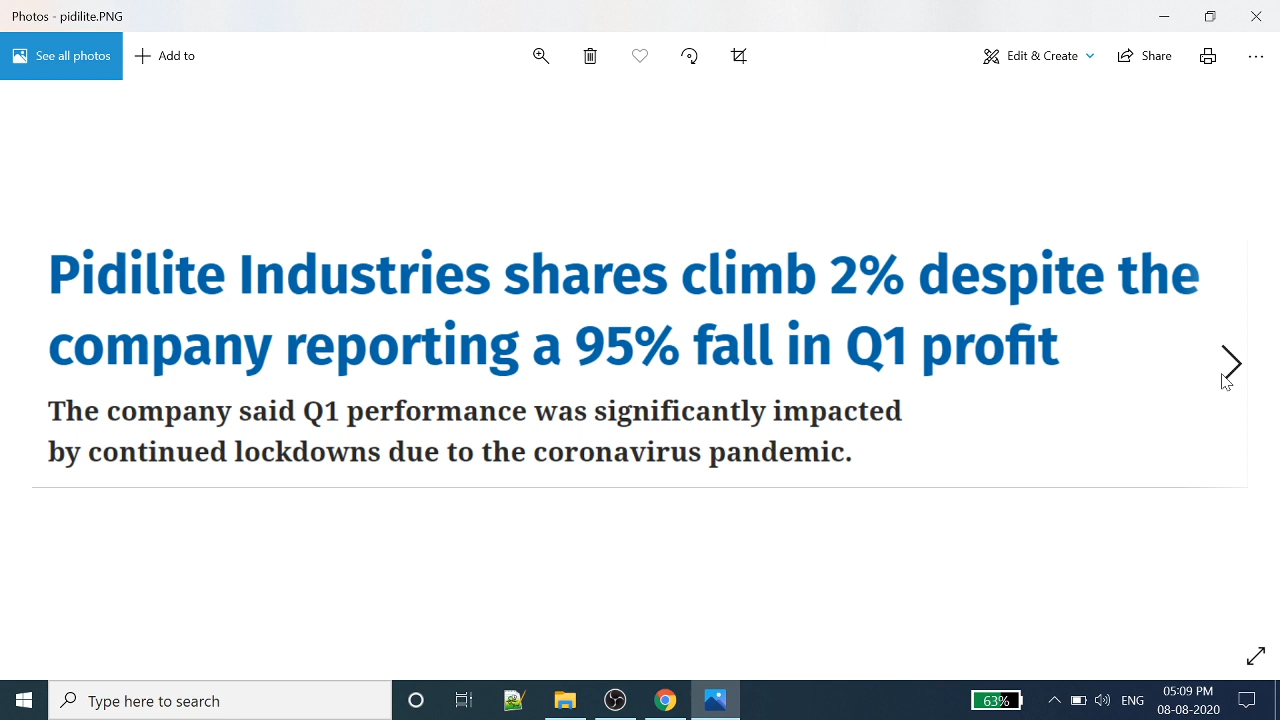 Photos - pidilite.PNG
See all photos
Add to
Edit & Create
Share
Pidilite Industries shares climb 2% despite the
company reporting a 95% fall in Q1 profit
The company said Q1 performance was significantly impacted
by continued lockdowns due to the coronavirus pandemic.
Type here to search
63%
ENG
05:09 PM
08-08-2020